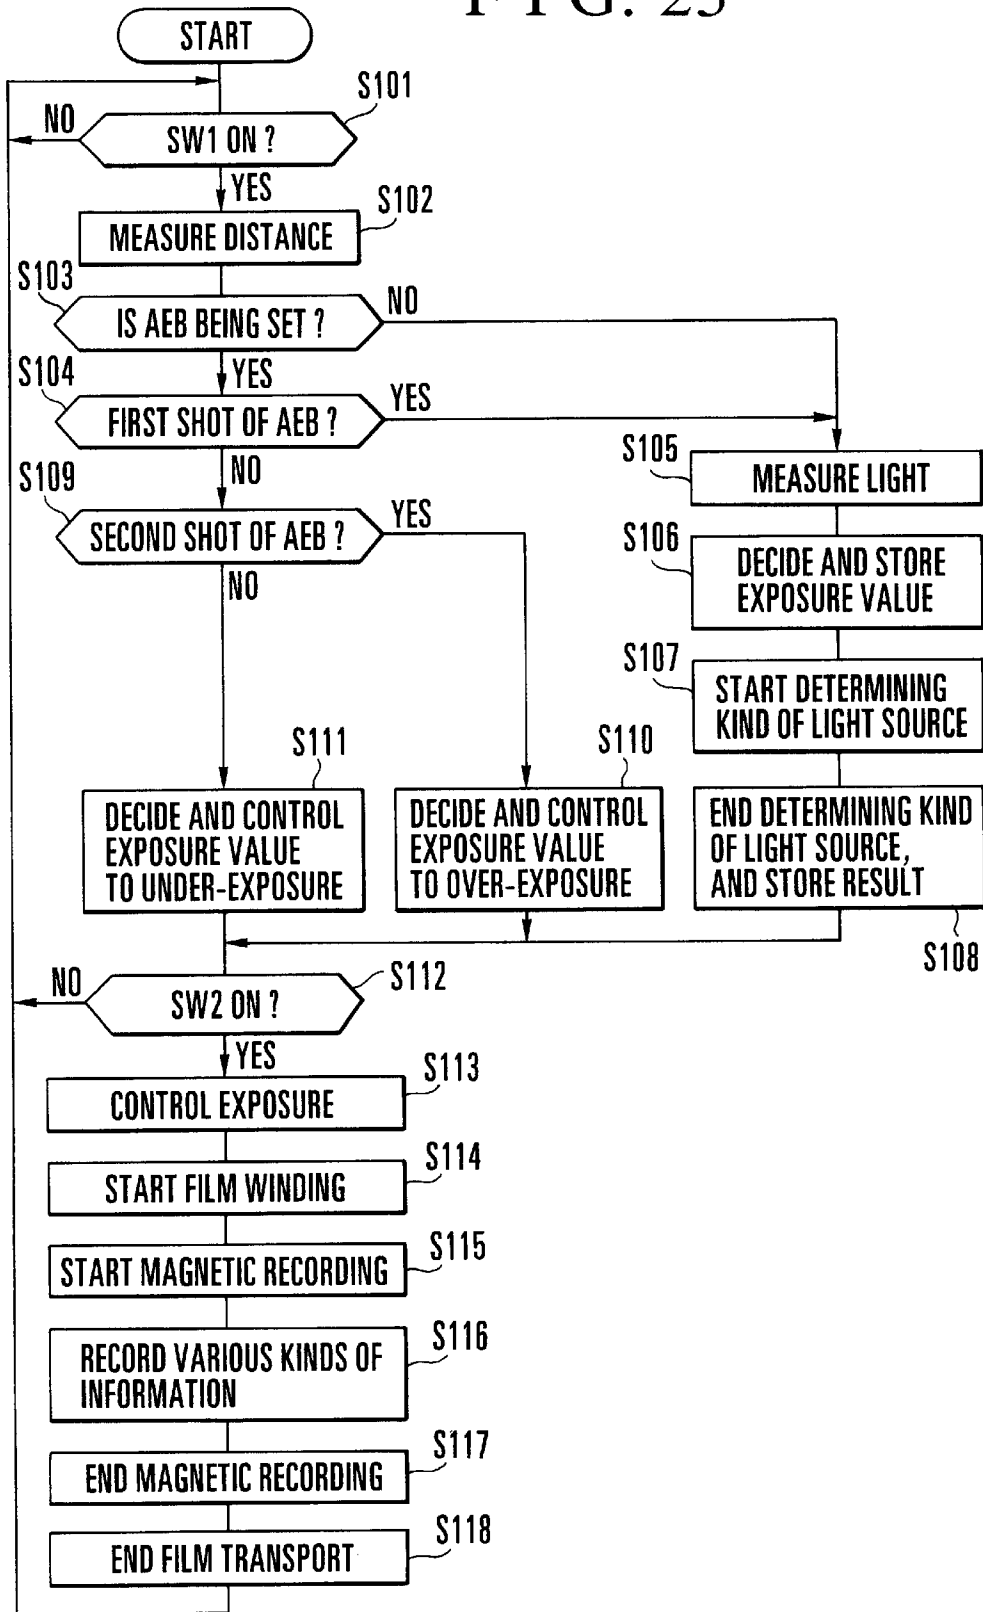 FIG. 25
START
S101
NO
SW1 ON ?
YES
S102
MEASURE DISTANCE
S103
NO
IS AEB BEING SET ?
YES
S104
YES
FIRST SHOT OF AEB ?
NO
S105
MEASURE LIGHT
S109
YES
SECOND SHOT OF AEB ?
NO
S106
DECIDE AND STORE
EXPOSURE VALUE
S107
START DETERMINING
KIND OF LIGHT SOURCE
S111
DECIDE AND CONTROL
EXPOSURE VALUE
TO UNDER-EXPOSURE
S110
DECIDE AND CONTROL
EXPOSURE VALUE
TO OVER-EXPOSURE
END DETERMINING KIND
OF LIGHT SOURCE,
AND STORE RESULT
S108
S112
NO
SW2 ON ?
YES
S113
CONTROL EXPOSURE
S114
START FILM WINDING
S115
START MAGNETIC RECORDING
S116
RECORD VARIOUS KINDS OF
INFORMATION
S117
END MAGNETIC RECORDING
S118
END FILM TRANSPORT